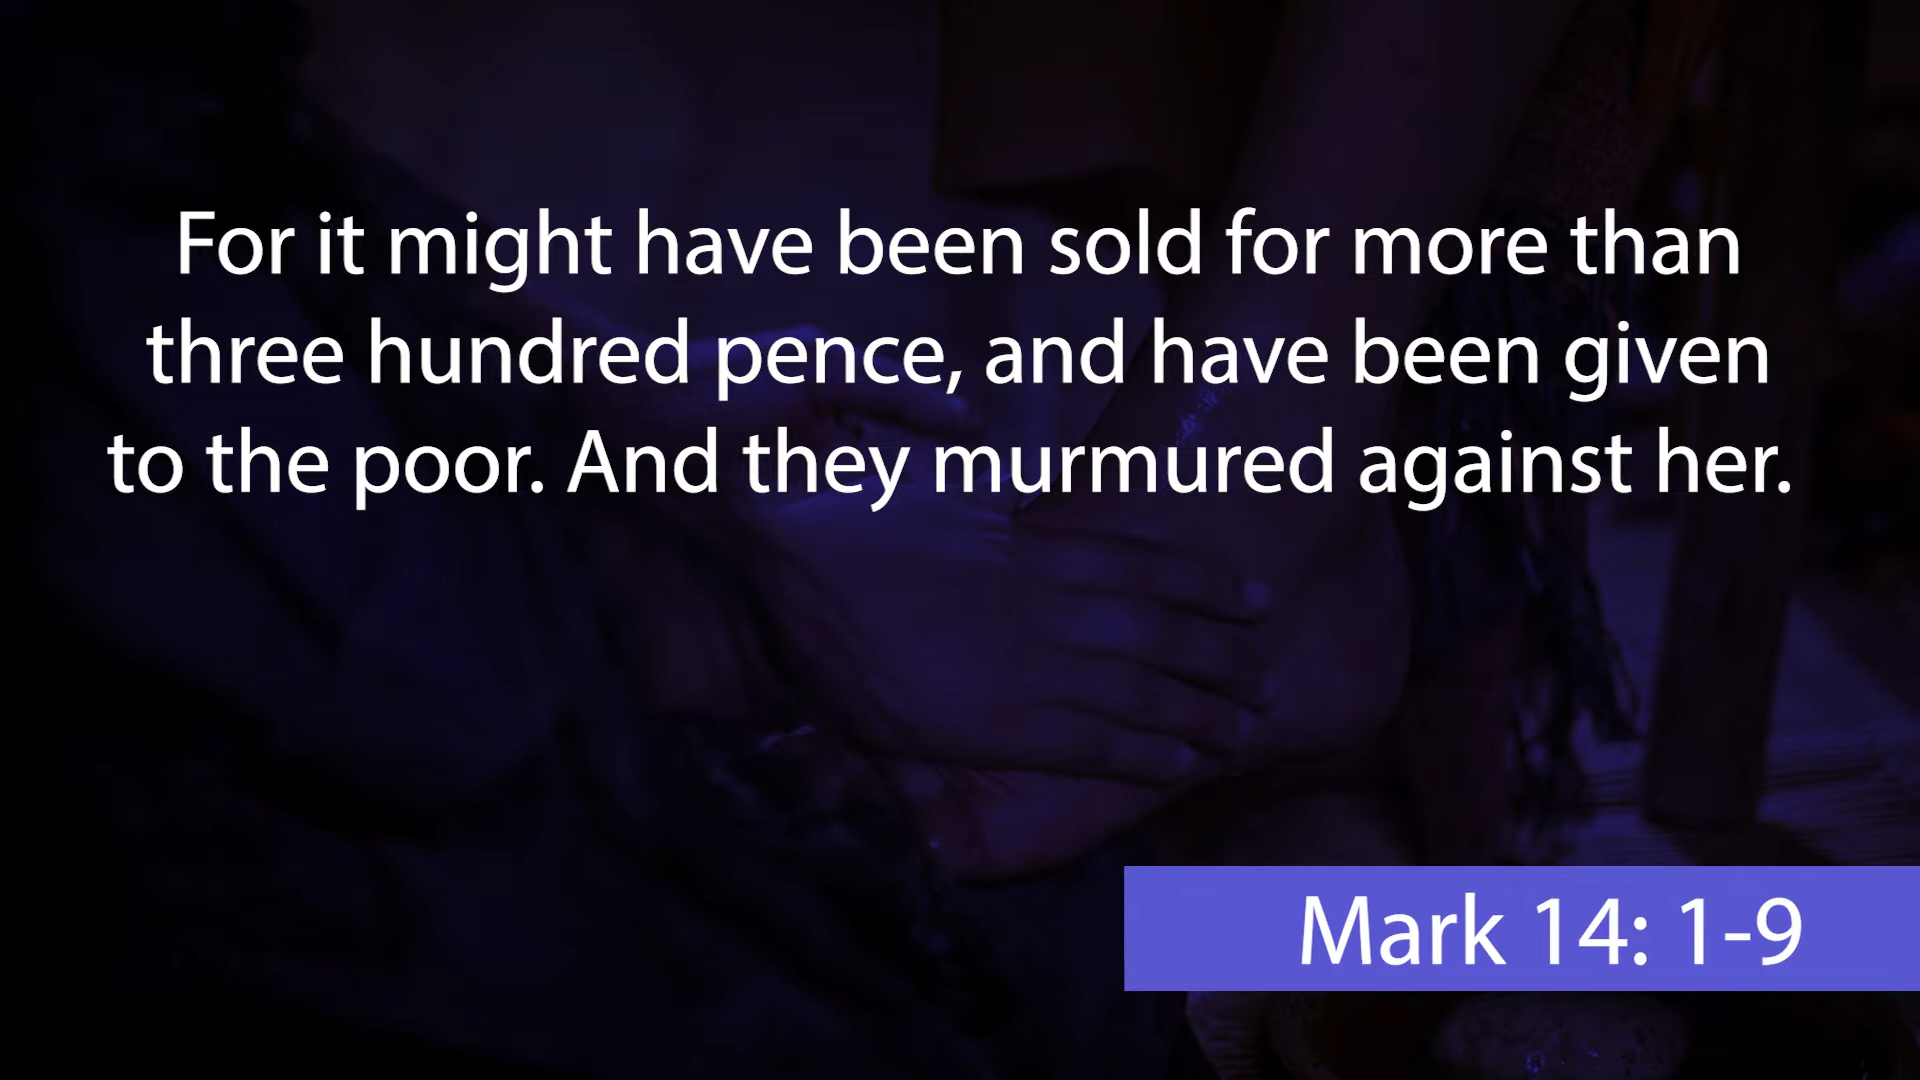 For it might have been sold for more than
three hundred pence, and have been given
to the poor. And they murmured against her.
Mark 14: 1-9